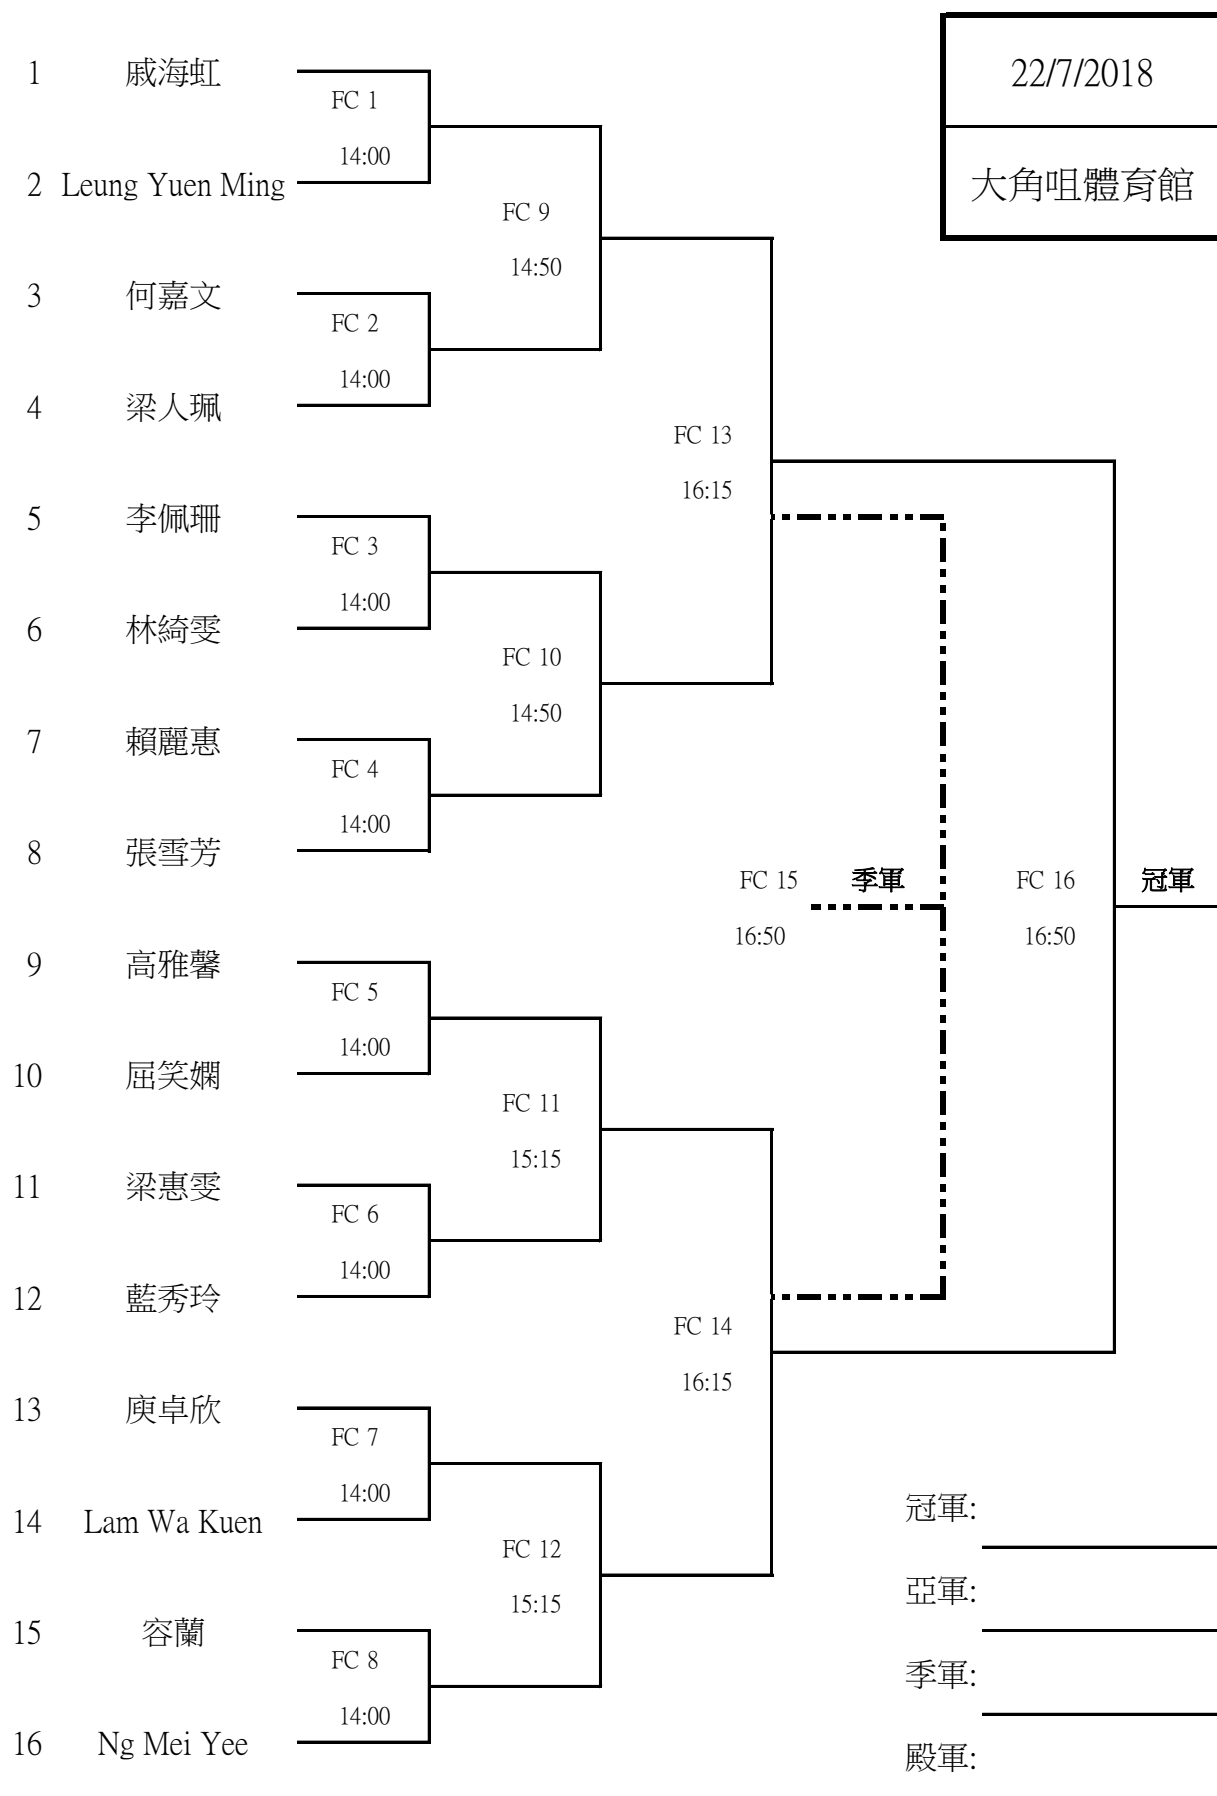 22/7/2018
1 戚海虹
FC 1
14:00
大角咀體育館
2 Leung Yuen Ming
FC 9
14:50
3 何嘉文
FC 2
14:00
4 梁人珮
FC 13
16:15
5 李佩珊
FC 3
14:00
6 林綺雯
FC 10
14:50
7 賴麗惠
FC 4
14:00
8 張雪芳
FC 15 季軍 FC 16 冠軍
16:50 16:50
9 高雅馨
FC 5
14:00
10 屈笑嫻
FC 11
15:15
11 梁惠雯
FC 6
14:00
12 藍秀玲
FC 14
16:15
13 庾卓欣
FC 7
14:00
14 Lam Wa Kuen
FC 12
15:15
15 容蘭
FC 8
14:00
16 Ng Mei Yee
冠軍:
亞軍:
季軍:
殿軍: